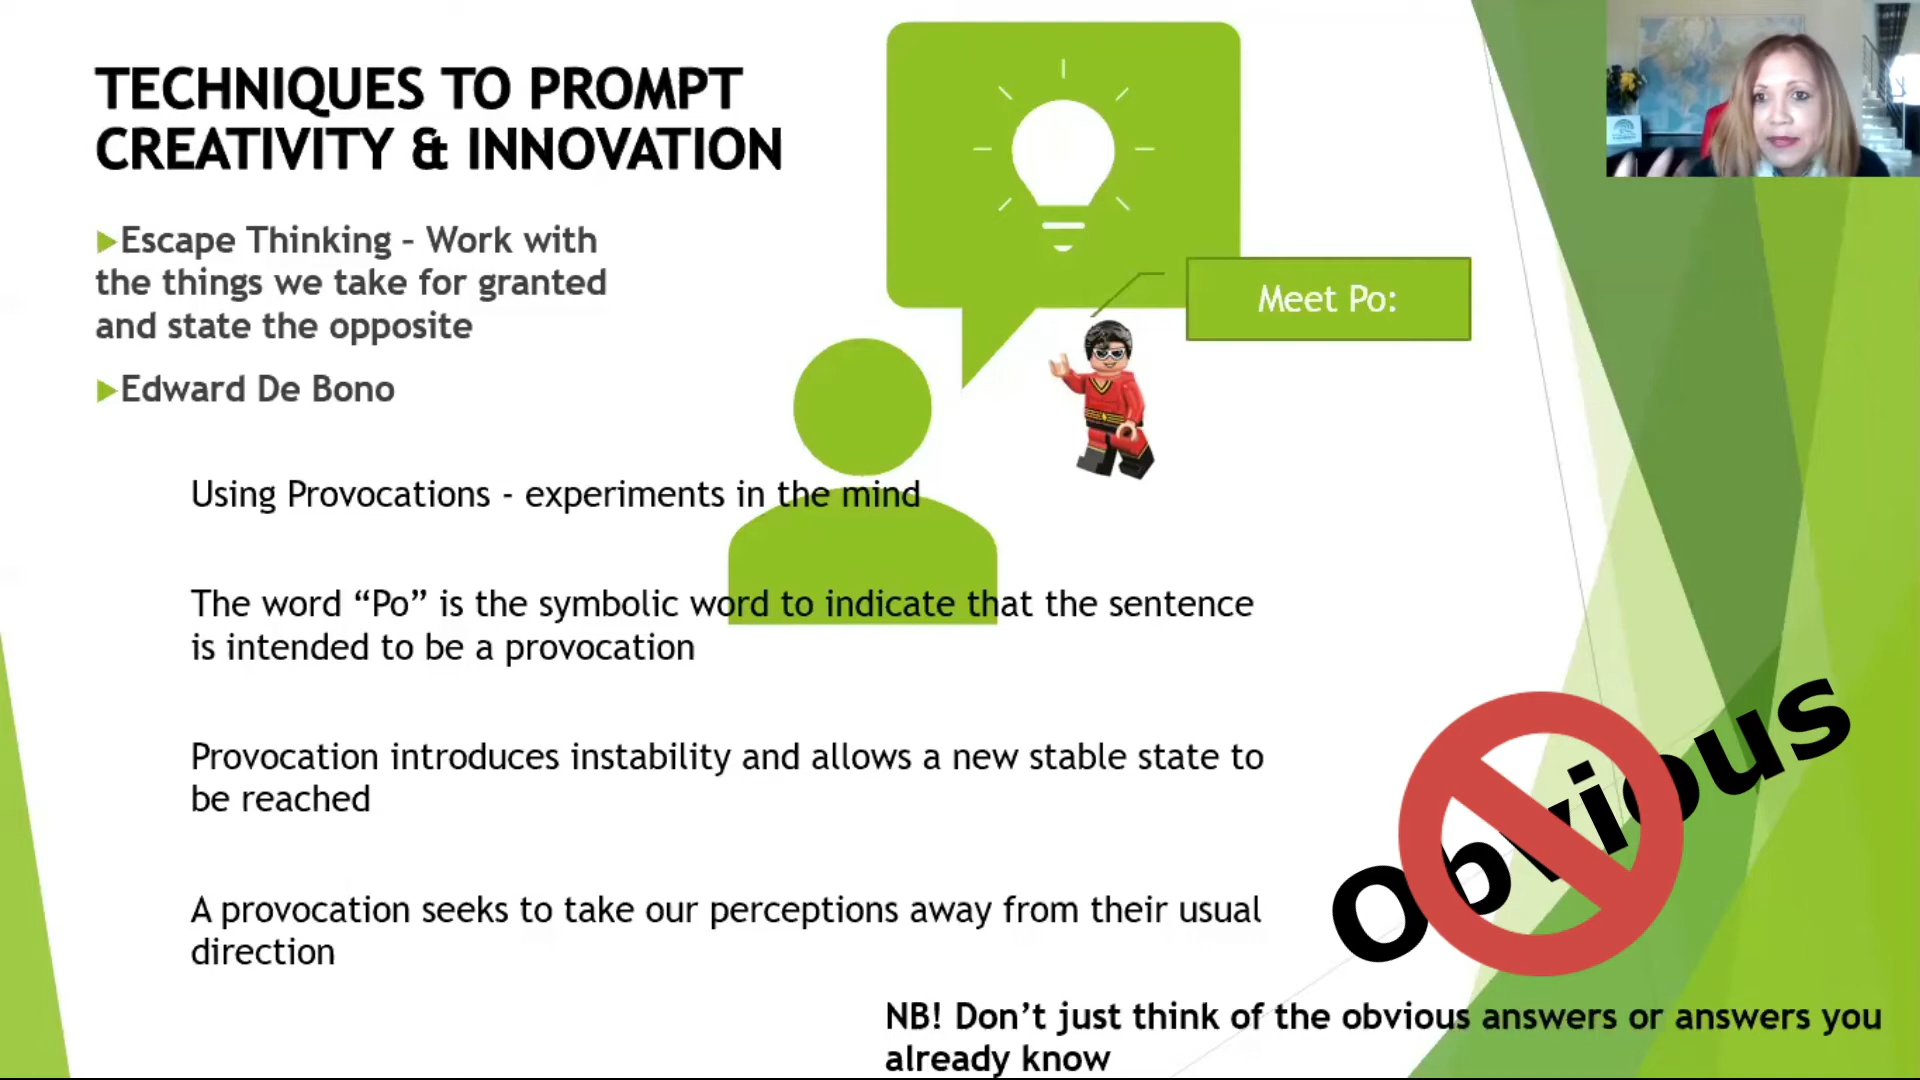 TECHNIQUES TO PROMPT
CREATIVITY & INNOVATION
Escape Thinking – Work with
the things we take for granted
and state the opposite
Edward De Bono
Meet Po:
Using Provocations - experiments in the mind
The word “Po” is the symbolic word to indicate that the sentence
is intended to be a provocation
Provocation introduces instability and allows a new stable state to
be reached
A provocation seeks to take our perceptions away from their usual
direction
Obvious
NB! Don’t just think of the obvious answers or answers you
already know